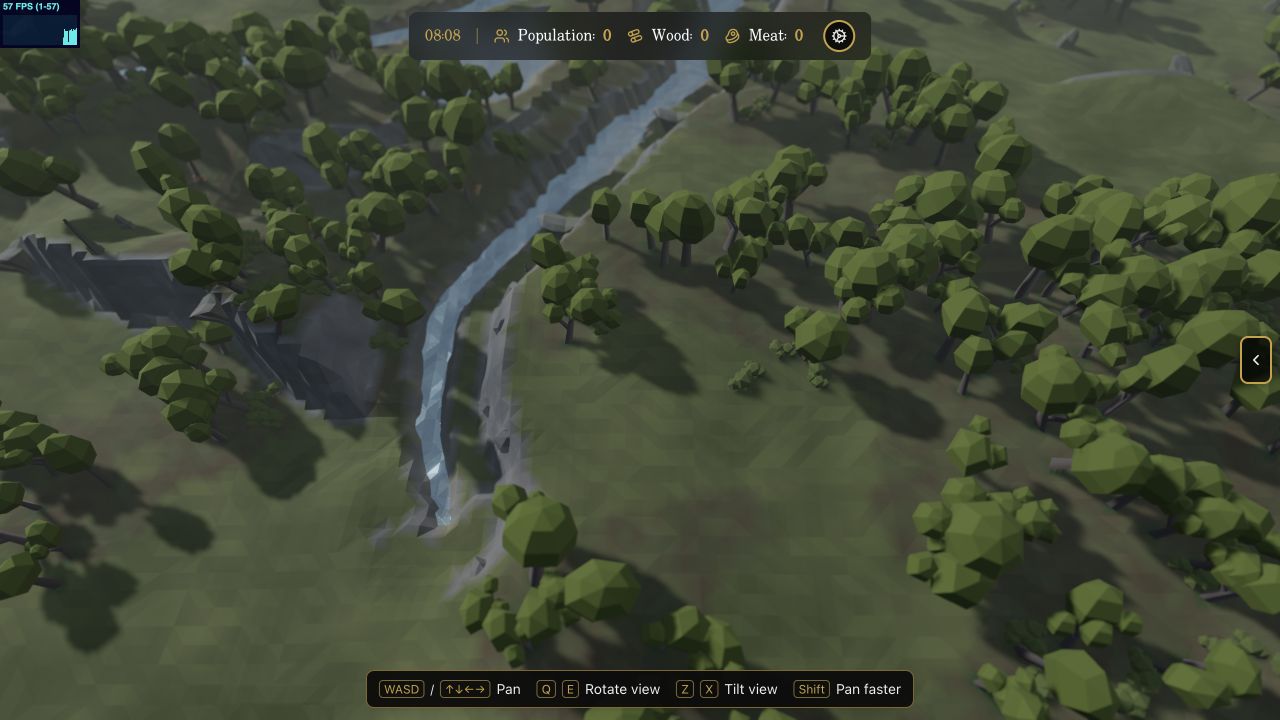 57 FPS (1-57)
08:08 Population: 0 Wood: 0 Meat: 0
WASD / ↑↓←→ Pan Q E Rotate view Z X Tilt view Shift Pan faster